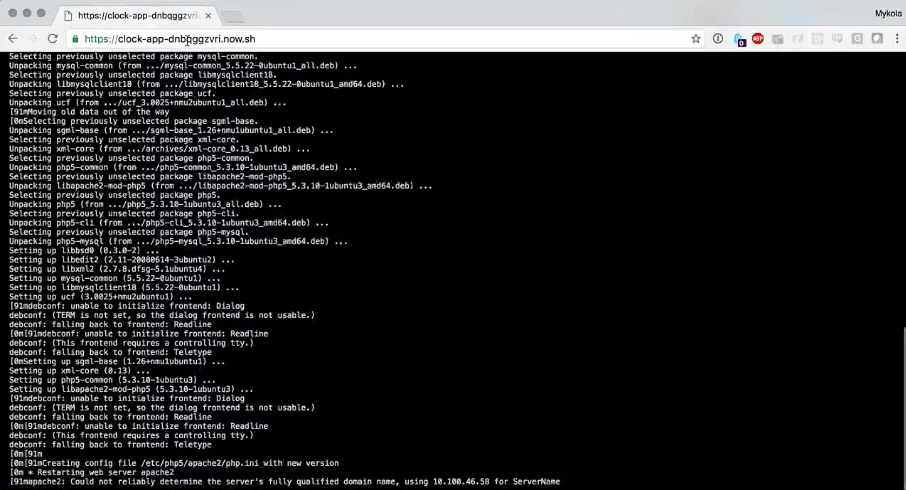 https://clock-app-dnbqggzvri.
Mykola
https://clock-app-dnbqggzvri.now.sh
Selecting previously unselected package mysql-common.
Unpacking mysql-common (from .../mysql-common_5.5.22-0ubuntu1_all.deb) ...
Selecting previously unselected package libmysqlclient18.
Unpacking libmysqlclient18 (from .../libmysqlclient18_5.5.22-0ubuntu1_amd64.deb) ...
Selecting previously unselected package ucf.
Unpacking ucf (from .../ucf_3.0025+nmu2ubuntu1_all.deb) ...
[91mMoving old data out of the way
[0mSelecting previously unselected package sgml-base.
Unpacking sgml-base (from .../sgml-base_1.26+nmu1ubuntu1_all.deb) ...
Selecting previously unselected package xml-core.
Unpacking xml-core (from .../archives/xml-core_0.13_all.deb) ...
Selecting previously unselected package php5-common.
Unpacking php5-common (from .../php5-common_5.3.10-1ubuntu3_amd64.deb) ...
Selecting previously unselected package libapache2-mod-php5.
Unpacking libapache2-mod-php5 (from .../libapache2-mod-php5_5.3.10-1ubuntu3_amd64.deb) ...
Selecting previously unselected package php5.
Unpacking php5 (from .../php5_5.3.10-1ubuntu3_all.deb) ...
Selecting previously unselected package php5-cli.
Unpacking php5-cli (from .../php5-cli_5.3.10-1ubuntu3_amd64.deb) ...
Selecting previously unselected package php5-mysql.
Unpacking php5-mysql (from .../php5-mysql_5.3.10-1ubuntu3_amd64.deb) ...
Setting up libbsd0 (0.3.0-2) ...
Setting up libedit2 (2.11-20080614-3ubuntu2) ...
Setting up libxml2 (2.7.8.dfsg-5.1ubuntu4) ...
Setting up mysql-common (5.5.22-0ubuntu1) ...
Setting up libmysqlclient18 (5.5.22-0ubuntu1) ...
Setting up ucf (3.0025+nmu2ubuntu1) ...
[91mdebconf: unable to initialize frontend: Dialog
debconf: (TERM is not set, so the dialog frontend is not usable.)
debconf: falling back to frontend: Readline
[0m[91mdebconf: unable to initialize frontend: Readline
debconf: (This frontend requires a controlling tty.)
debconf: falling back to frontend: Teletype
[0mSetting up sgml-base (1.26+nmu1ubuntu1) ...
Setting up xml-core (0.13) ...
Setting up php5-common (5.3.10-1ubuntu3) ...
Setting up libapache2-mod-php5 (5.3.10-1ubuntu3) ...
[91mdebconf: unable to initialize frontend: Dialog
debconf: (TERM is not set, so the dialog frontend is not usable.)
debconf: falling back to frontend: Readline
[0m[91mdebconf: unable to initialize frontend: Readline
debconf: (This frontend requires a controlling tty.)
debconf: falling back to frontend: Teletype
[0m[91m
[0m[91mCreating config file /etc/php5/apache2/php.ini with new version
[0m * Restarting web server apache2
[91mapache2: Could not reliably determine the server's fully qualified domain name, using 10.100.46.58 for ServerName